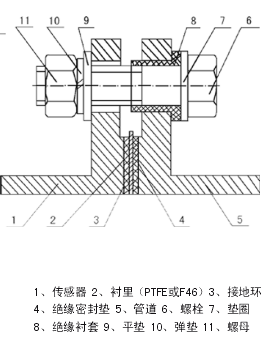 11 10 9 8 7 6
1 2 3 4 5
1、传感器 2、衬里（PTFE或F46）3、接地环
4、绝缘密封垫 5、管道 6、螺栓 7、垫圈
8、绝缘衬套 9、平垫 10、弹垫 11、螺母